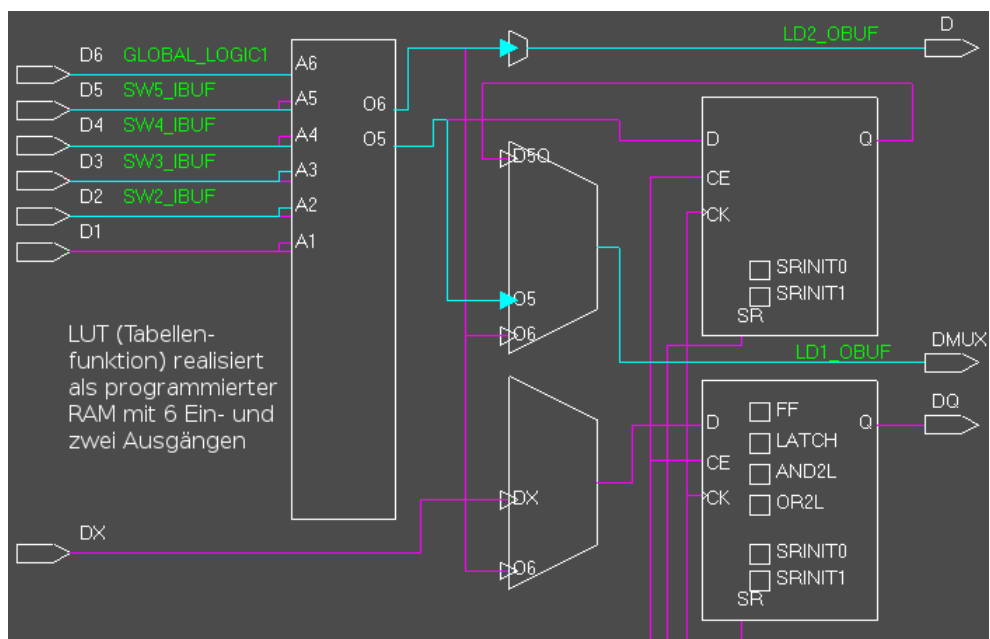 D6 GLOBAL_LOGIC1
D5 SW5_IBUF
D4 SW4_IBUF
D3 SW3_IBUF
D2 SW2_IBUF
D1
A6
A5
A4
A3
A2
A1
O6
O5
LUT (Tabellen-
funktion) realisiert
als programmierter
RAM mit 6 Ein- und
zwei Ausgängen
DX
D5Q
O5
O6
DX
O6
LD2_OBUF
D
D
Q
CE
CK
SRINIT0
SRINIT1
SR
LD1_OBUF
DMUX
D
Q
CE
CK
FF
LATCH
AND2L
OR2L
SRINIT0
SRINIT1
SR
DQ